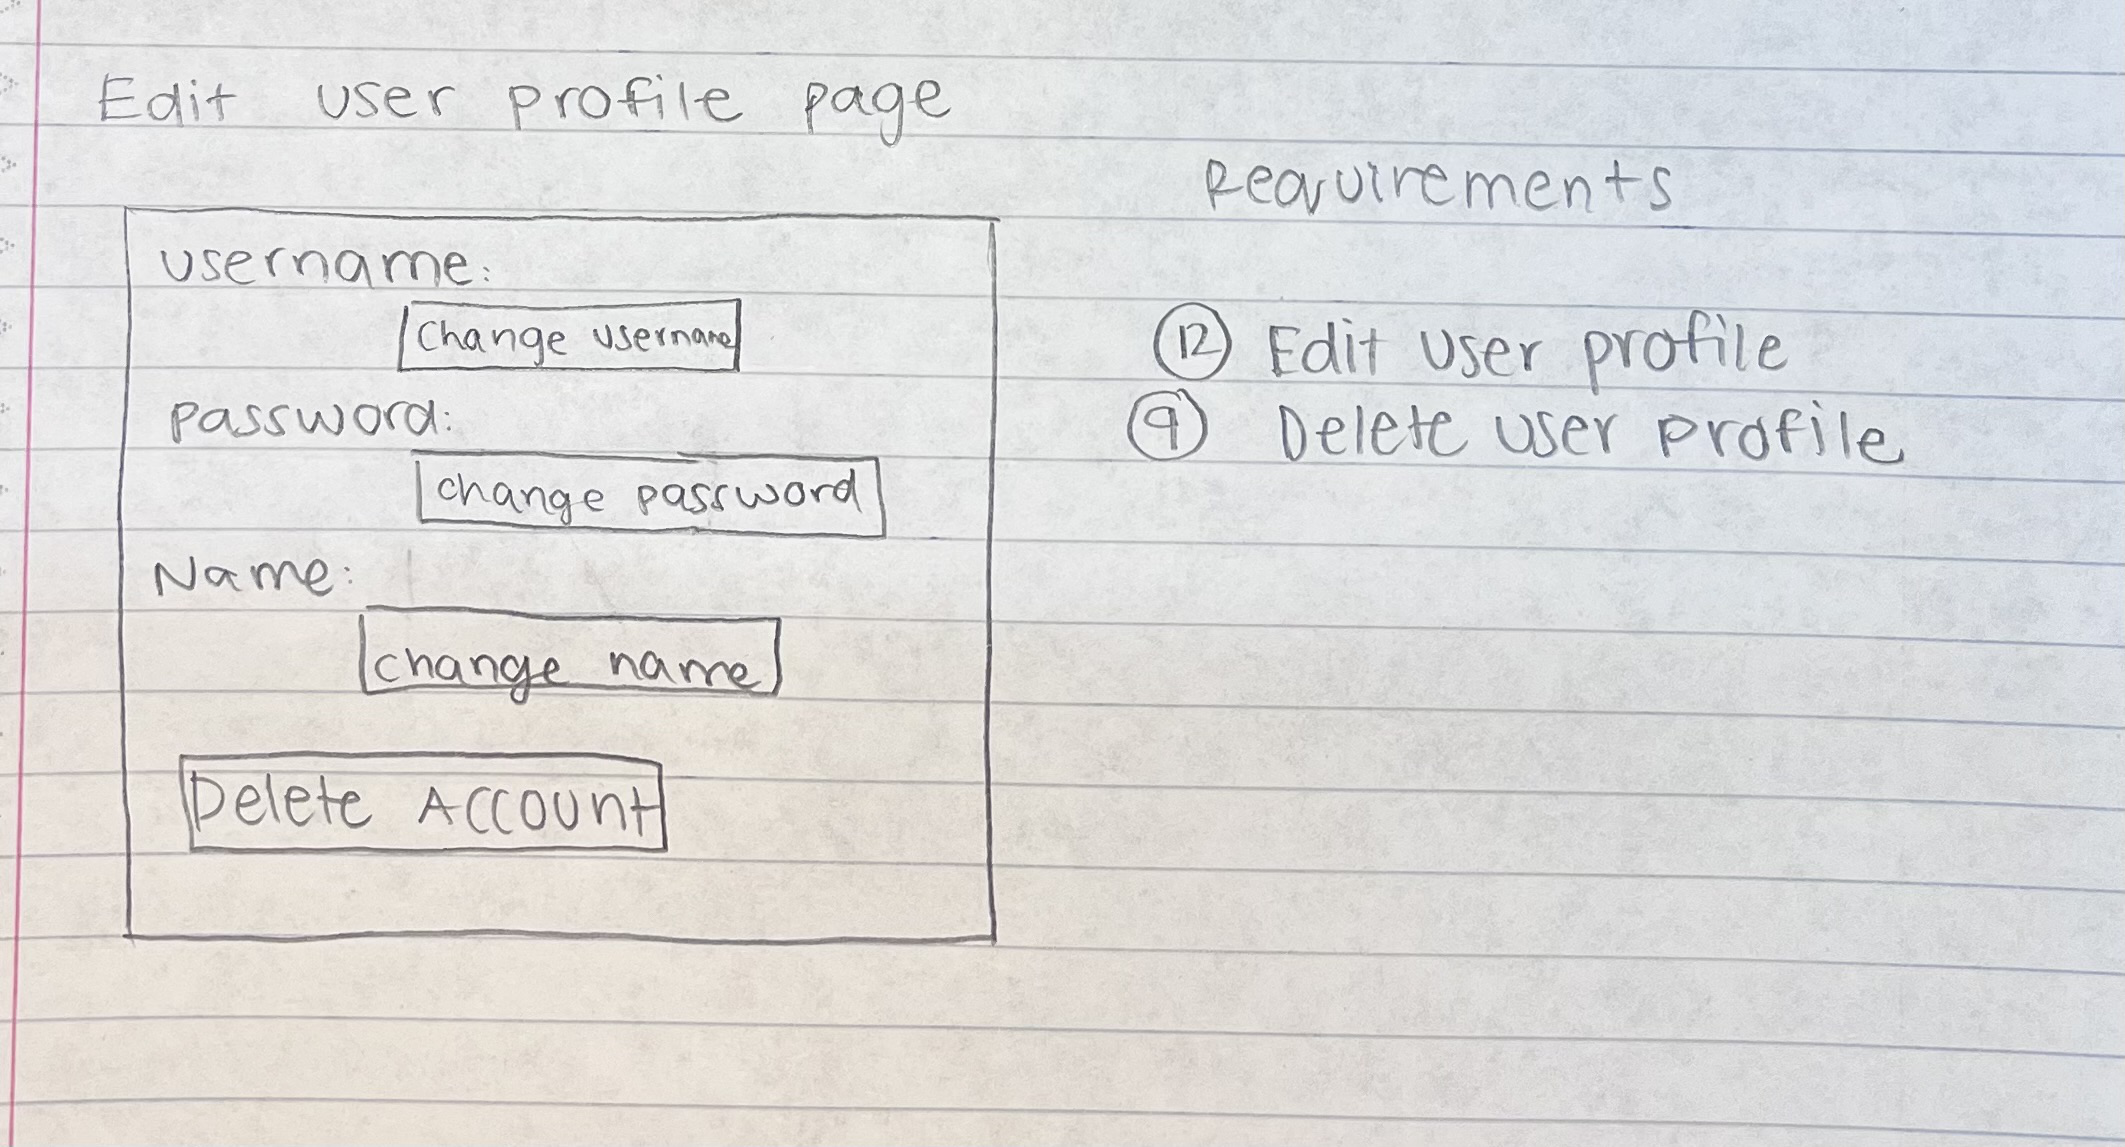 Edit user profile page
Requirements
username:
Change username
password:
change password
Name:
change name
Delete Account
12 Edit user profile
9 Delete user profile